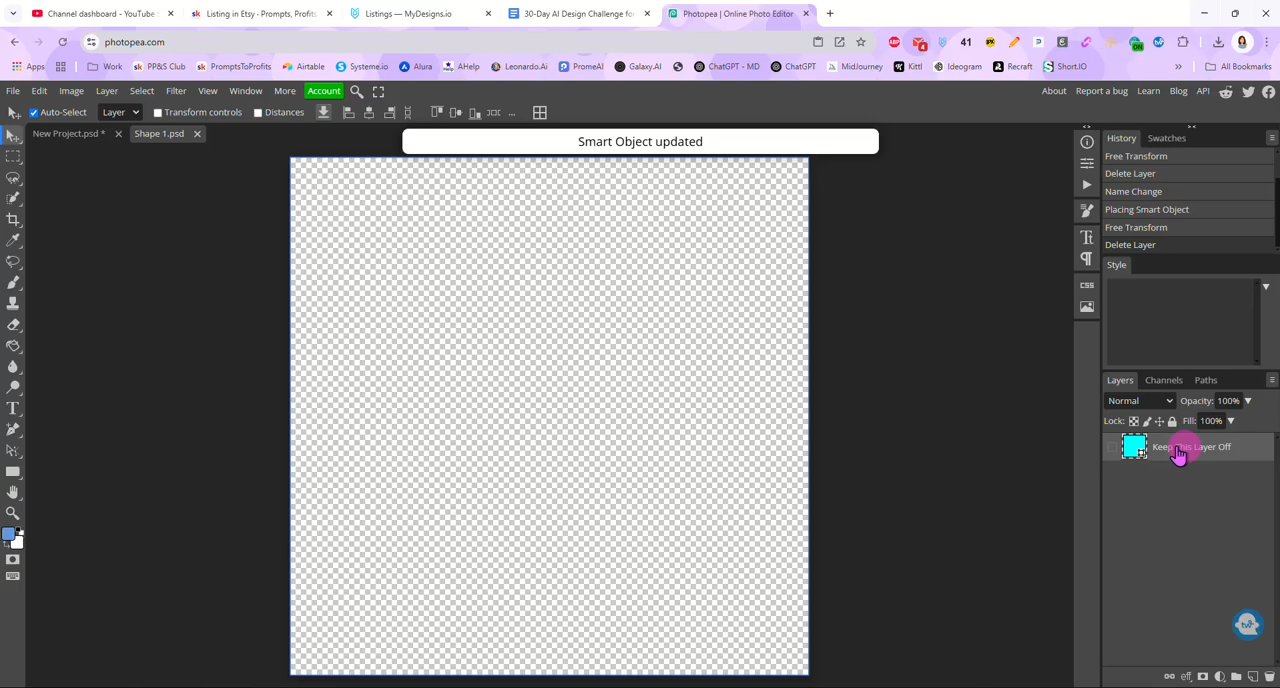 Channel dashboard - YouTube
Listing in Etsy - Prompts, Profits
Listings — MyDesigns.io
30-Day AI Design Challenge fo
Photopea | Online Photo Editor
photopea.com
41
Apps
Work
PP&S Club
PromptsToProfits
Airtable
Systeme.io
Alura
AHelp
Leonardo.Ai
PromeAI
Galaxy.AI
ChatGPT - MD
ChatGPT
MidJourney
Kittl
Ideogram
Recraft
Short.IO
All Bookmarks
File Edit Image Layer Select Filter View Window More Account
About Report a bug Learn Blog API
Auto-Select Layer Transform controls Distances
New Project.psd *
Shape 1.psd
Smart Object updated
History Swatches
Free Transform
Delete Layer
Name Change
Placing Smart Object
Free Transform
Delete Layer
Style
CSS
Layers Channels Paths
Normal Opacity: 100%
Lock: Fill: 100%
Keep This Layer Off
eff